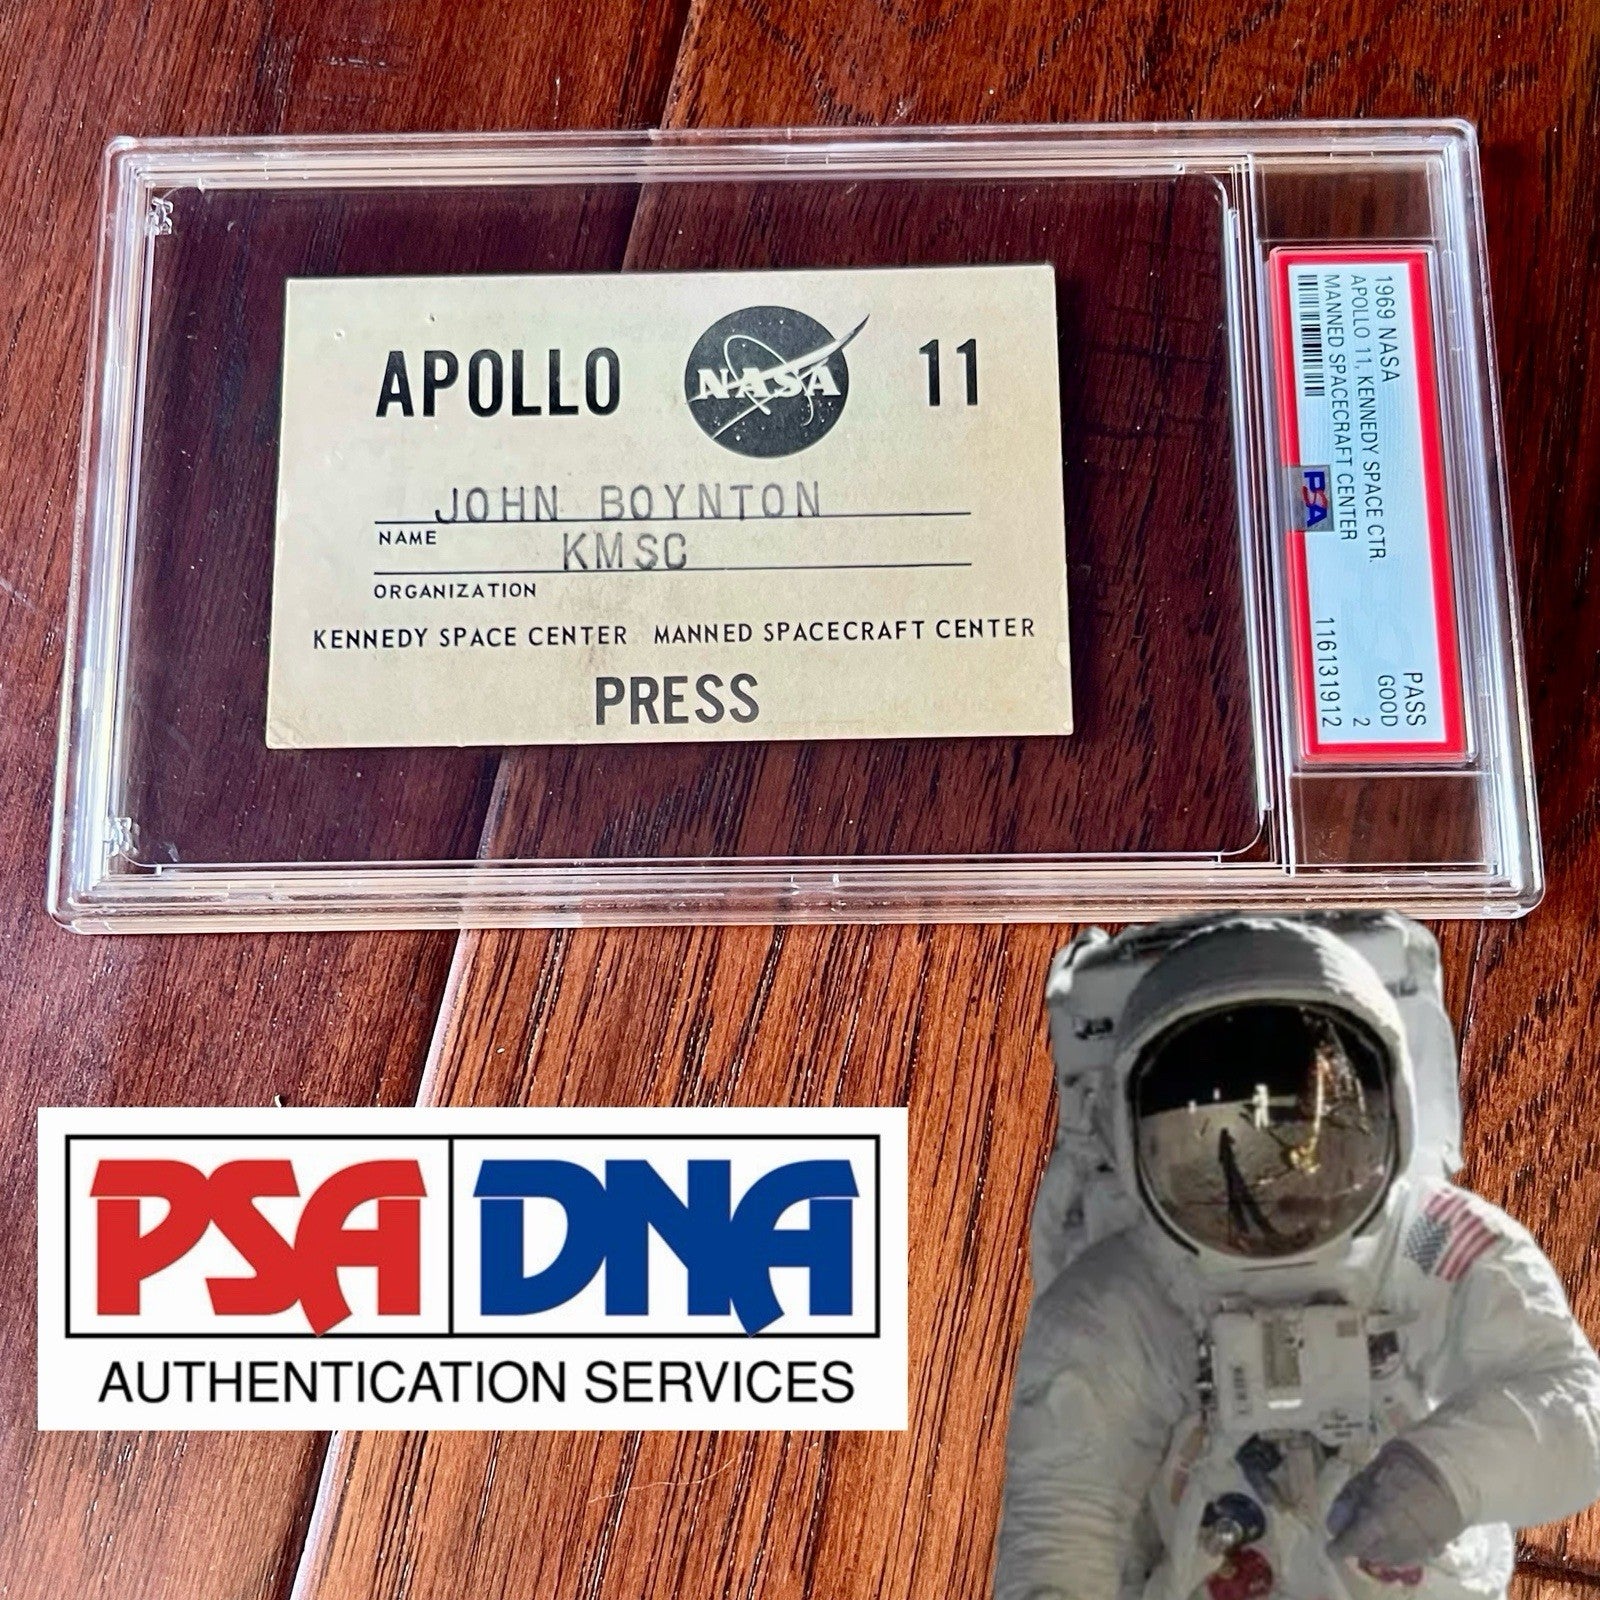 APOLLO NASA 11
JOHN BOYNTON
NAME
KMSC
ORGANIZATION
KENNEDY SPACE CENTER MANNED SPACECRAFT CENTER
PRESS
1969 NASA
APOLLO 11, KENNEDY SPACE CTR.
MANNED SPACECRAFT CENTER
PSA
PASS
GOOD 2
116131912
PSA DNA
AUTHENTICATION SERVICES